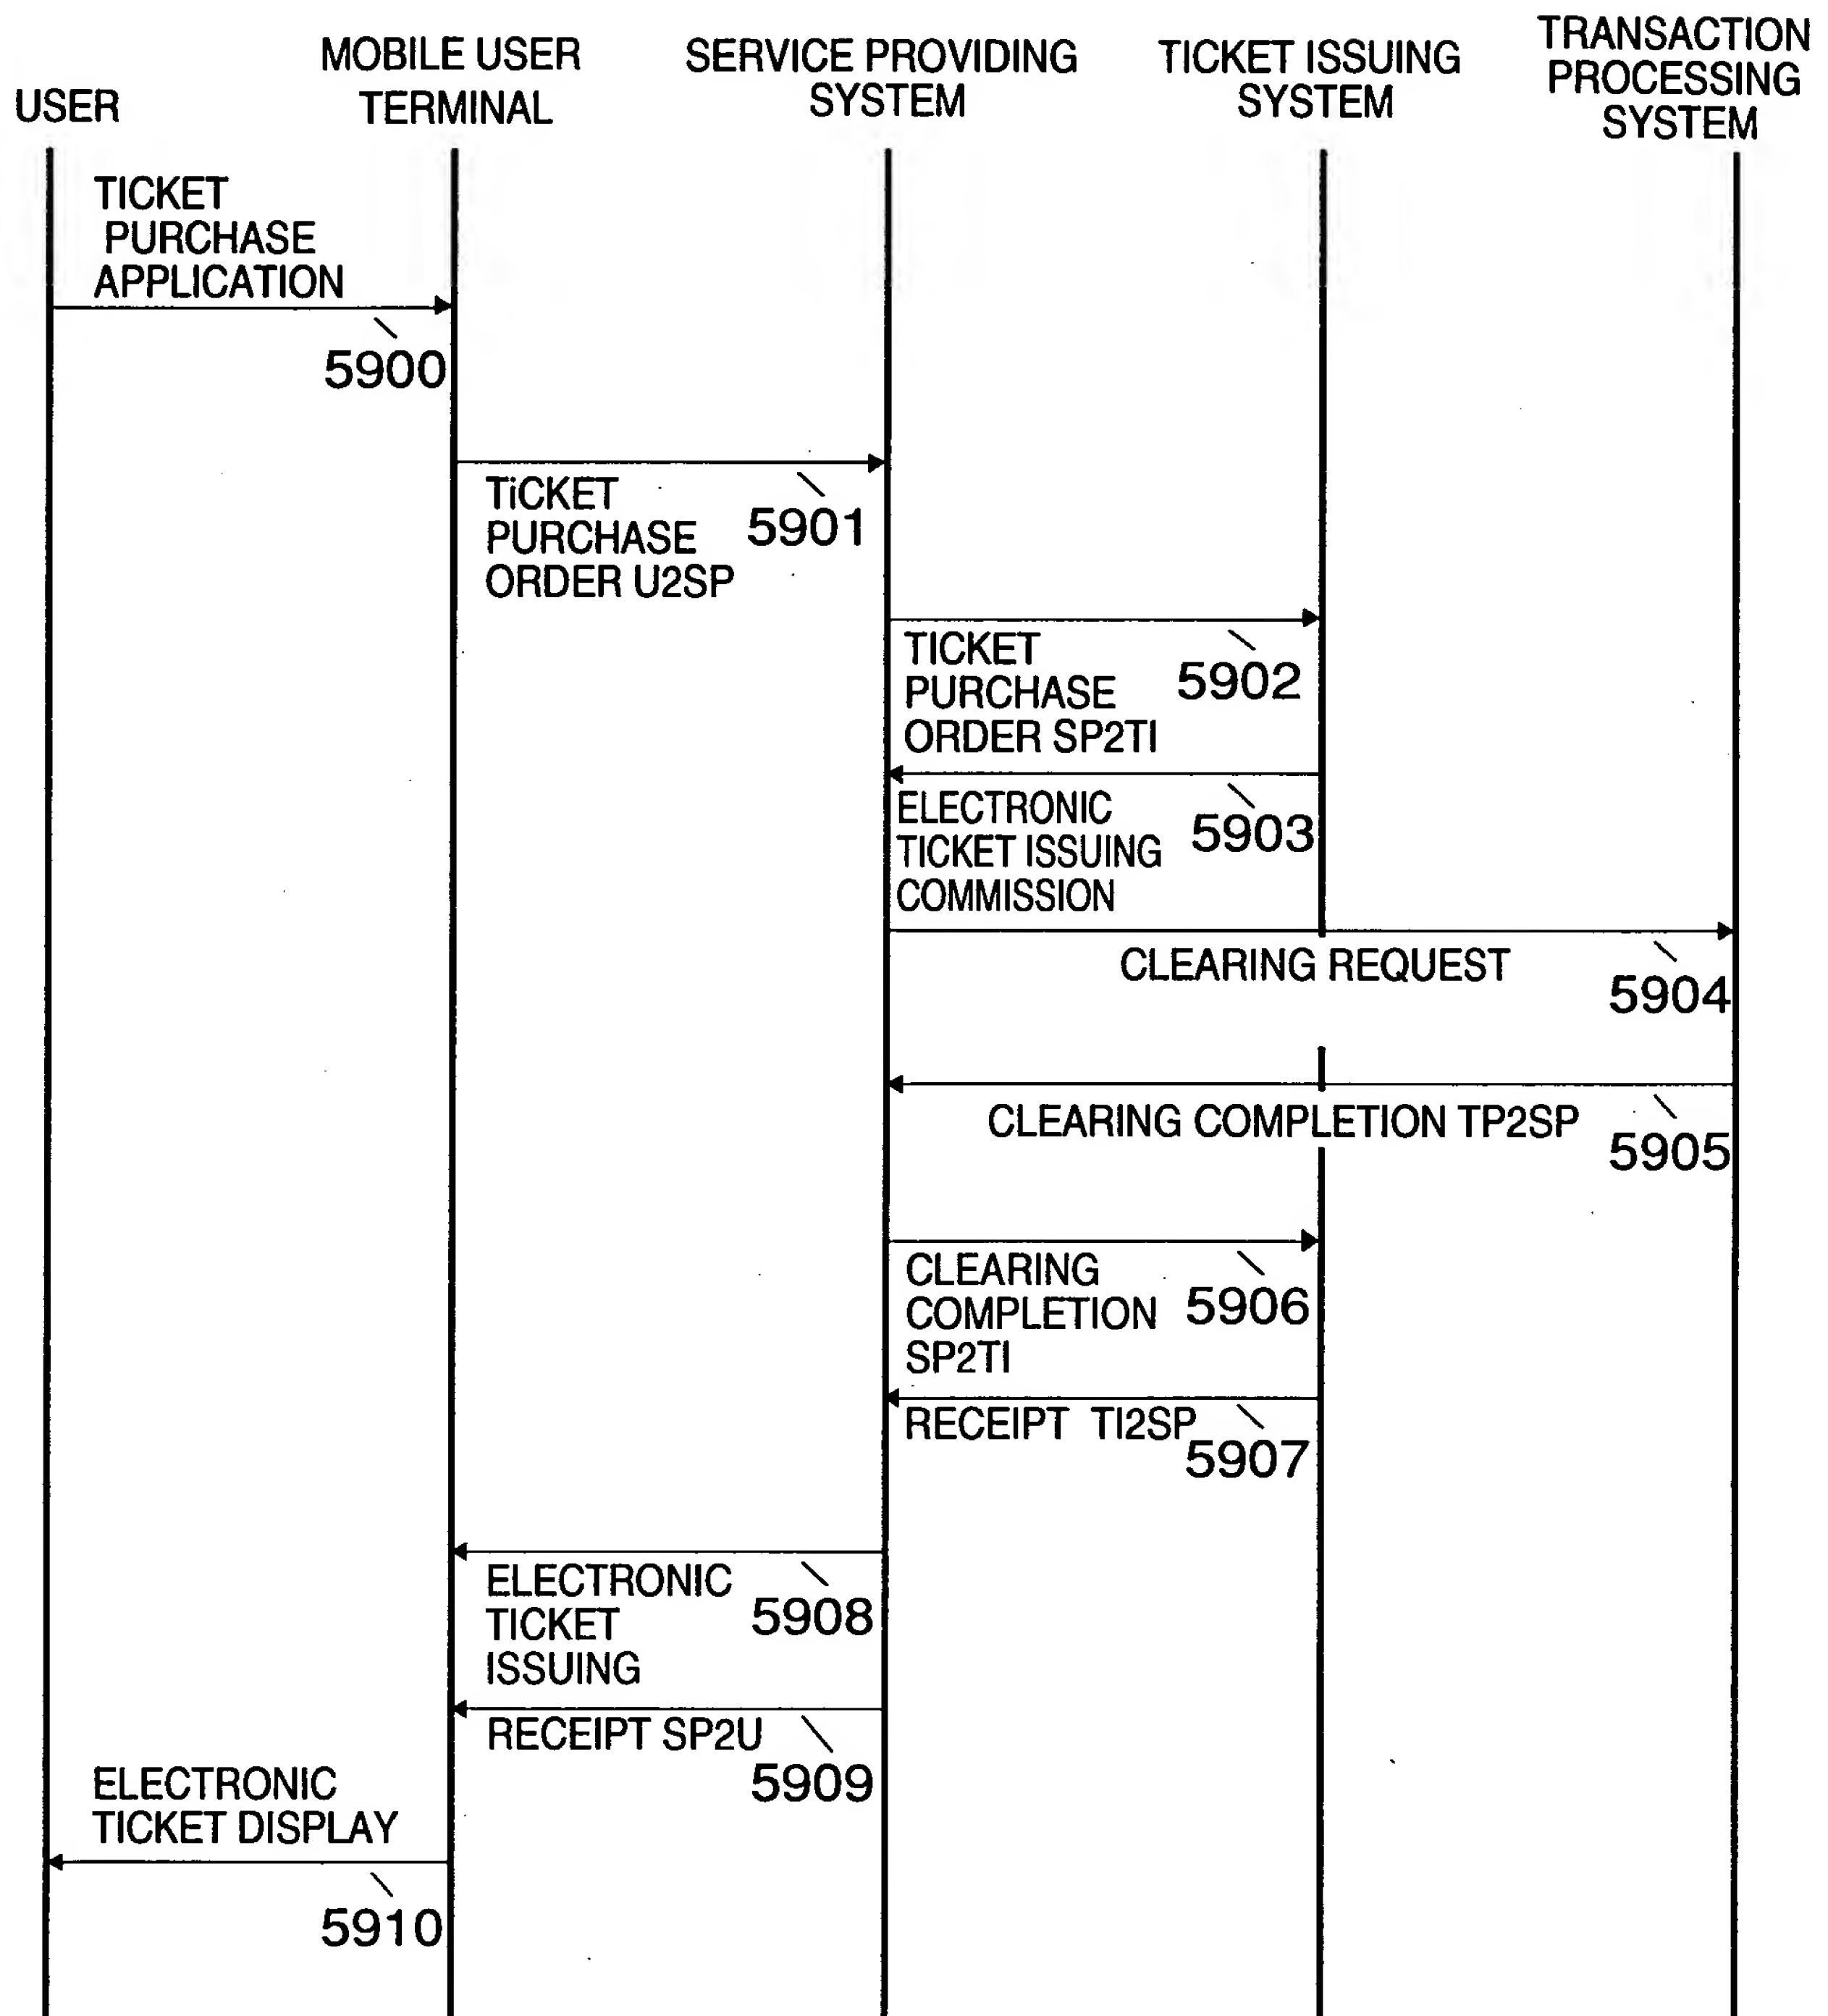 USER
MOBILE USER
TERMINAL
SERVICE PROVIDING
SYSTEM
TICKET ISSUING
SYSTEM
TRANSACTION
PROCESSING
SYSTEM
TICKET
PURCHASE
APPLICATION
5900
TiCKET
PURCHASE
ORDER U2SP
5901
TICKET
PURCHASE
ORDER SP2TI
5902
ELECTRONIC
TICKET ISSUING
COMMISSION
5903
CLEARING REQUEST
5904
CLEARING COMPLETION TP2SP
5905
CLEARING
COMPLETION
SP2TI
5906
RECEIPT TI2SP
5907
ELECTRONIC
TICKET
ISSUING
5908
RECEIPT SP2U
5909
ELECTRONIC
TICKET DISPLAY
5910